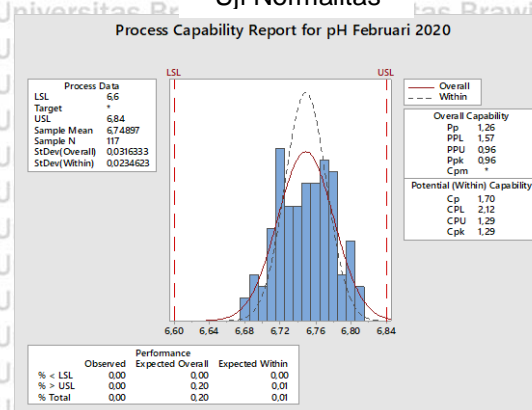 Uji Normalitas
Process Capability Report for pH Februari 2020
LSL
USL
Process Data
LSL 6,6
Target *
USL 6,84
Sample Mean 6,74897
Sample N 117
StDev(Overall) 0,0316333
StDev(Within) 0,0234623
Overall
Within
Overall Capability
Pp 1,26
PPL 1,57
PPU 0,96
Ppk 0,96
Cpm *
Potential (Within) Capability
Cp 1,70
CPL 2,12
CPU 1,29
Cpk 1,29
6,60 6,64 6,68 6,72 6,76 6,80 6,84
Performance
Observed Expected Overall Expected Within
% < LSL 0,00 0,00 0,00
% > USL 0,00 0,20 0,01
% Total 0,00 0,20 0,01